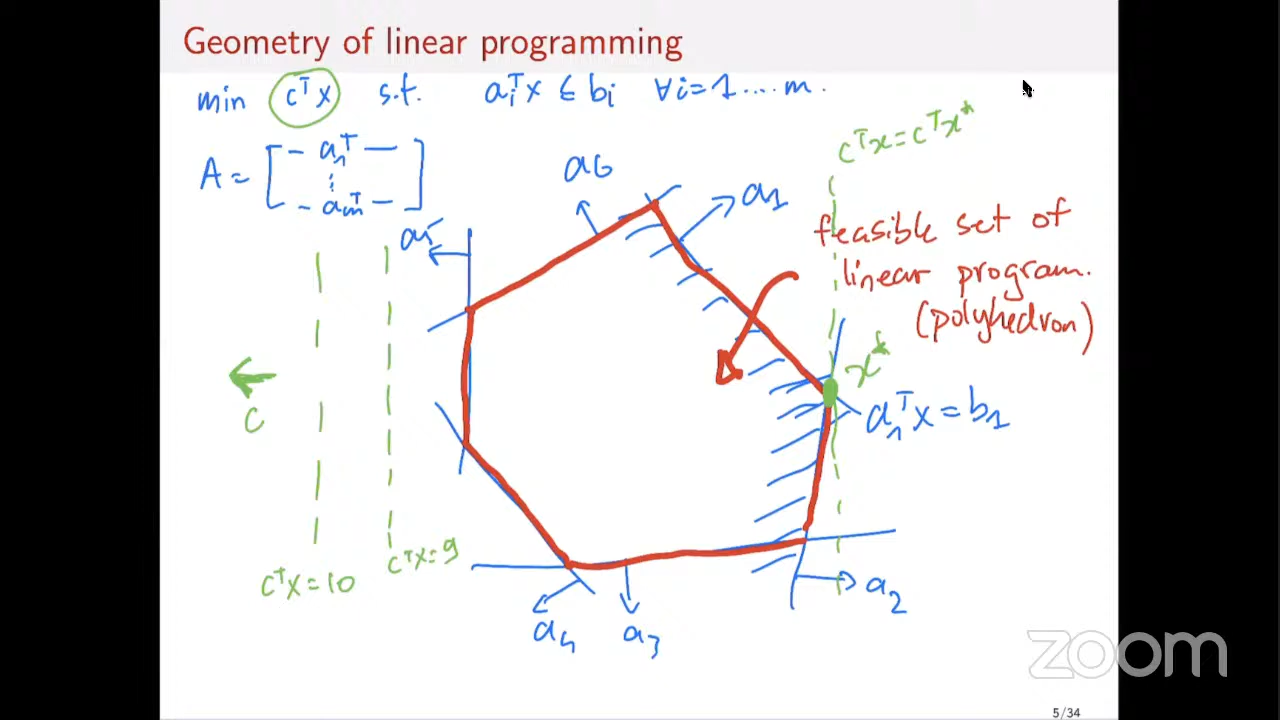 Geometry of linear programming
min cᵀx s.t. aᵢᵀx ≤ bᵢ ∀i=1....m.
cᵀx=cᵀx*
A = [ – a₁ᵀ –
⋮
– aₘᵀ – ]
a6
a1
a5
feasible set of
linear program.
(polyhedron)
x*
c
a₁ᵀx = b₁
cᵀx=9
cᵀx=10
a2
a4
a3
zoom
5/34